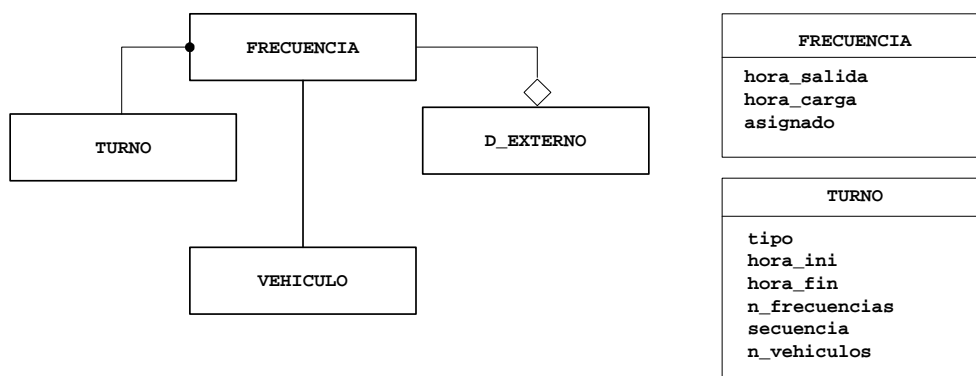 FRECUENCIA
TURNO
D_EXTERNO
VEHICULO
FRECUENCIA
hora_salida
hora_carga
asignado
TURNO
tipo
hora_ini
hora_fin
n_frecuencias
secuencia
n_vehiculos